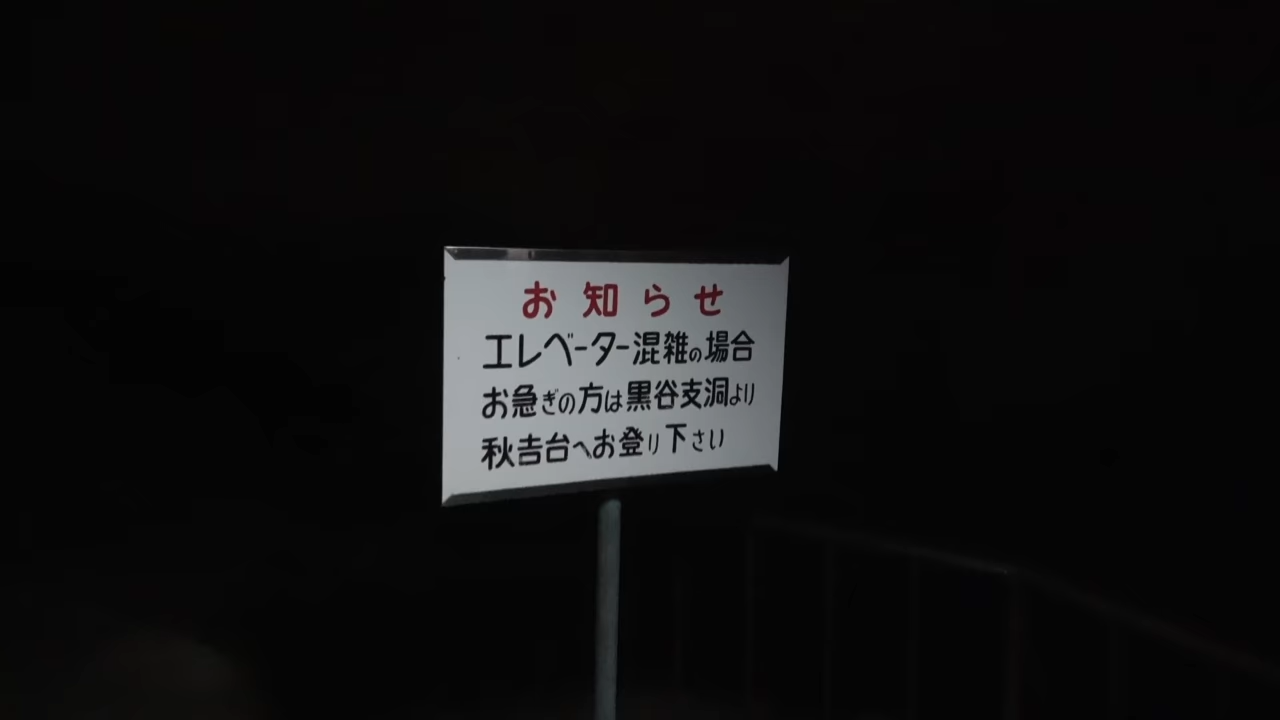 お知らせ
エレベーター混雑の場合
お急ぎの方は黒谷支洞より
秋吉台へお登り下さい